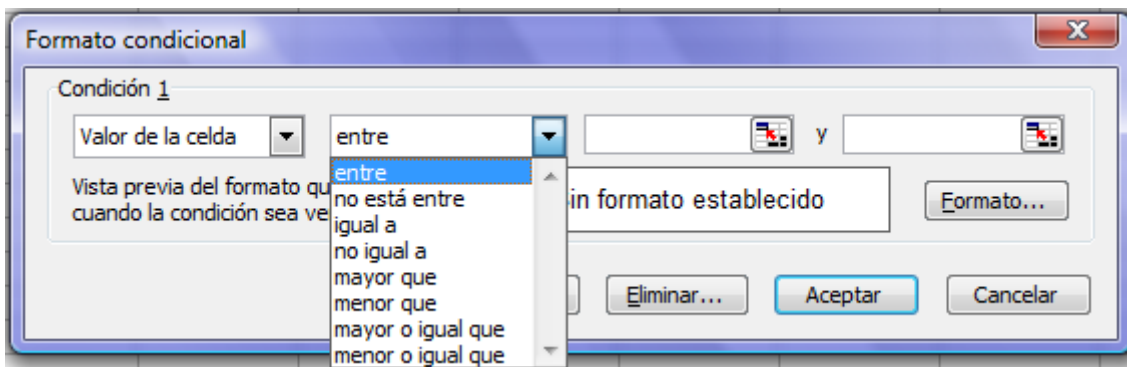 Formato condicional
Condición 1
Valor de la celda entre y
entre
no está entre
igual a
no igual a
mayor que
menor que
mayor o igual que
menor o igual que
Vista previa del formato qu
cuando la condición sea ve
in formato establecido
Formato...
Eliminar... Aceptar Cancelar